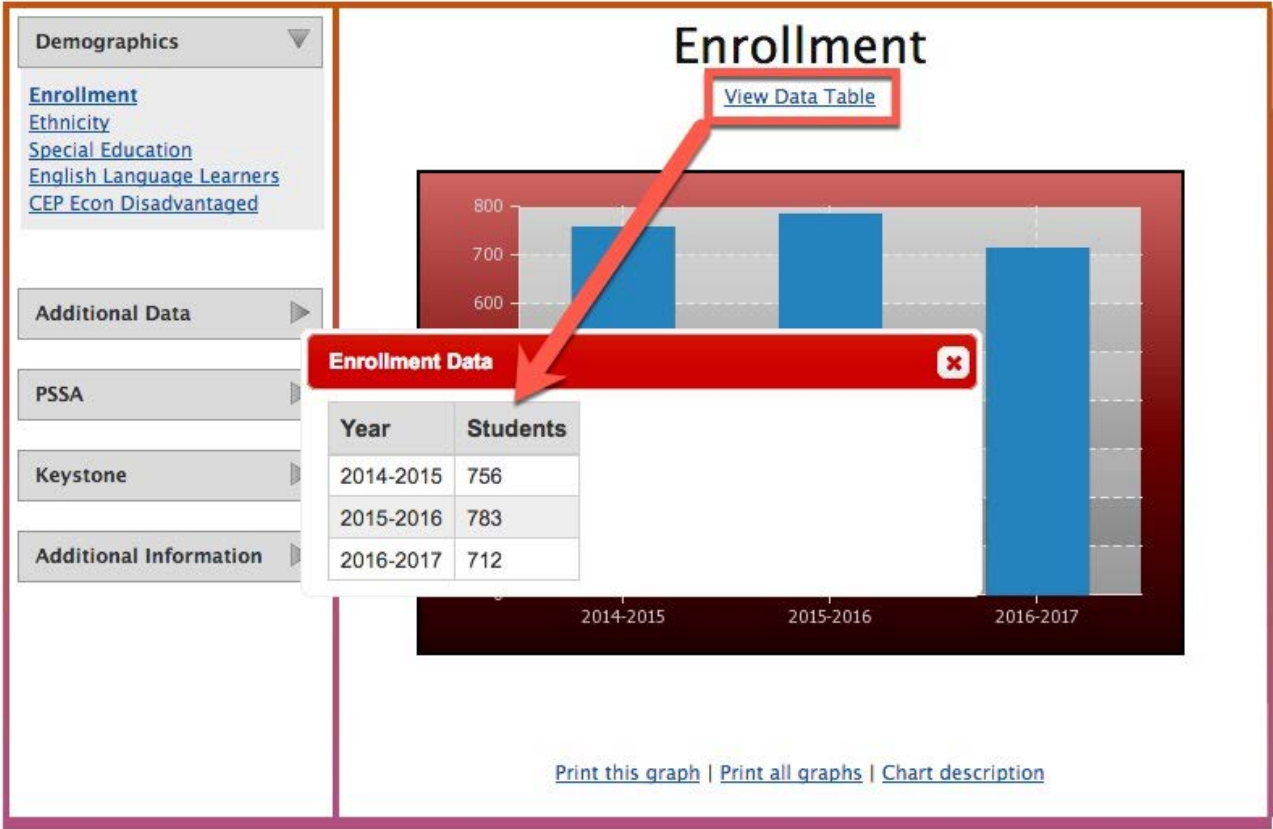 Demographics
Enrollment
Ethnicity
Special Education
English Language Learners
CEP Econ Disadvantaged
Additional Data
PSSA
Keystone
Additional Information
Enrollment
View Data Table
800
700
600
Enrollment Data
Year Students
2014-2015 756
2015-2016 783
2016-2017 712
2014-2015 2015-2016 2016-2017
Print this graph | Print all graphs | Chart description